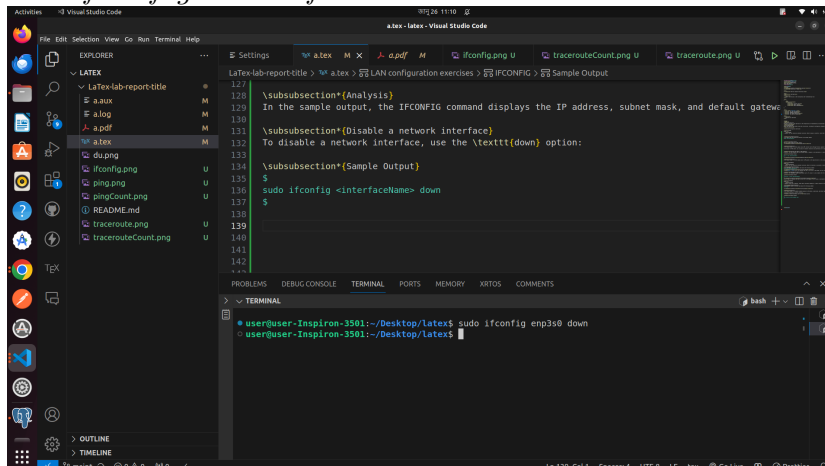 Activities
Visual Studio Code
26 11:10
a.tex - latex - Visual Studio Code
File Edit Selection View Go Run Terminal Help
EXPLORER
Settings
a.tex M
a.pdf M
ifconfig.png U
tracerouteCount.png U
traceroute.png U
LATEX
LaTex-lab-report-title
a.aux M
a.log M
a.pdf M
a.tex M
du.png
ifconfig.png U
ping.png U
pingCount.png U
README.md
traceroute.png U
tracerouteCount.png U
LaTex-lab-report-title > a.tex > LAN configuration exercises > IFCONFIG > Sample Output
127
128 \subsubsection*{Analysis}
129 In the sample output, the IFCONFIG command displays the IP address, subnet mask, and default gatewa
130
131 \subsubsection*{Disable a network interface}
132 To disable a network interface, use the \texttt{down} option:
133
134 \subsubsection*{Sample Output}
135 $
136 sudo ifconfig <interfaceName> down
137 $
138
139
140
141
142
PROBLEMS DEBUG CONSOLE TERMINAL PORTS MEMORY XRTOS COMMENTS
TERMINAL
bash
user@user-Inspiron-3501:~/Desktop/latex$ sudo ifconfig enp3s0 down
user@user-Inspiron-3501:~/Desktop/latex$
TEX
OUTLINE
TIMELINE